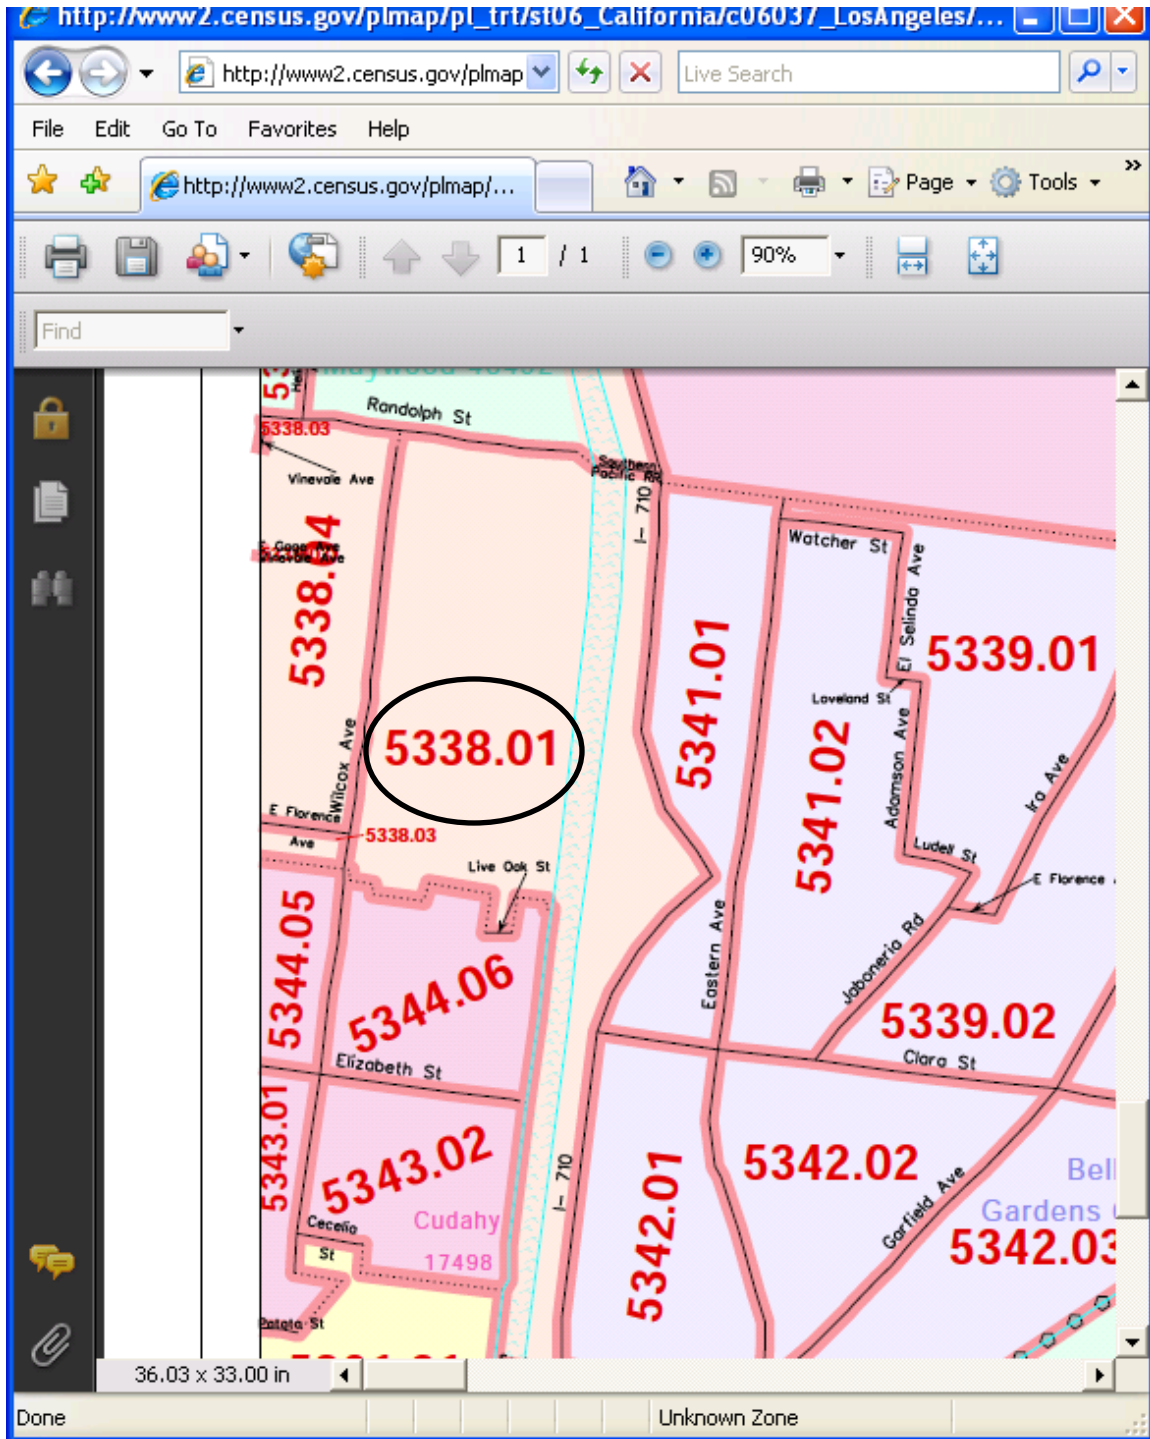 http://www2.census.gov/plmap/pl_trt/st06_California/c06037_LosAngeles/...
http://www2.census.gov/plmap
Live Search
File Edit Go To Favorites Help
http://www2.census.gov/plmap/...
Page Tools »
1 / 1 90%
Find
Randolph St
5338.03
Vinevale Ave
Southern
Pacific RR
I- 710
Watcher St
E Gage Ave
Vinevale Ave
5338.04
El Selinda Ave
5339.01
5341.01
Loveland St
5338.01
Wilcox Ave
5341.02
Adamson Ave
Ira Ave
E Florence
Ave
5338.03
Ludell St
Live Oak St
E Florence
5344.05
5344.06
Eastern Ave
Jaboneria Rd
5339.02
Elizabeth St
Clara St
5343.01
5343.02
I- 710
5342.01
5342.02
Bell
Gardens
Garfield Ave
5342.03
Cecelia
St
Cudahy
17498
Patata St
36.03 x 33.00 in
Done
Unknown Zone